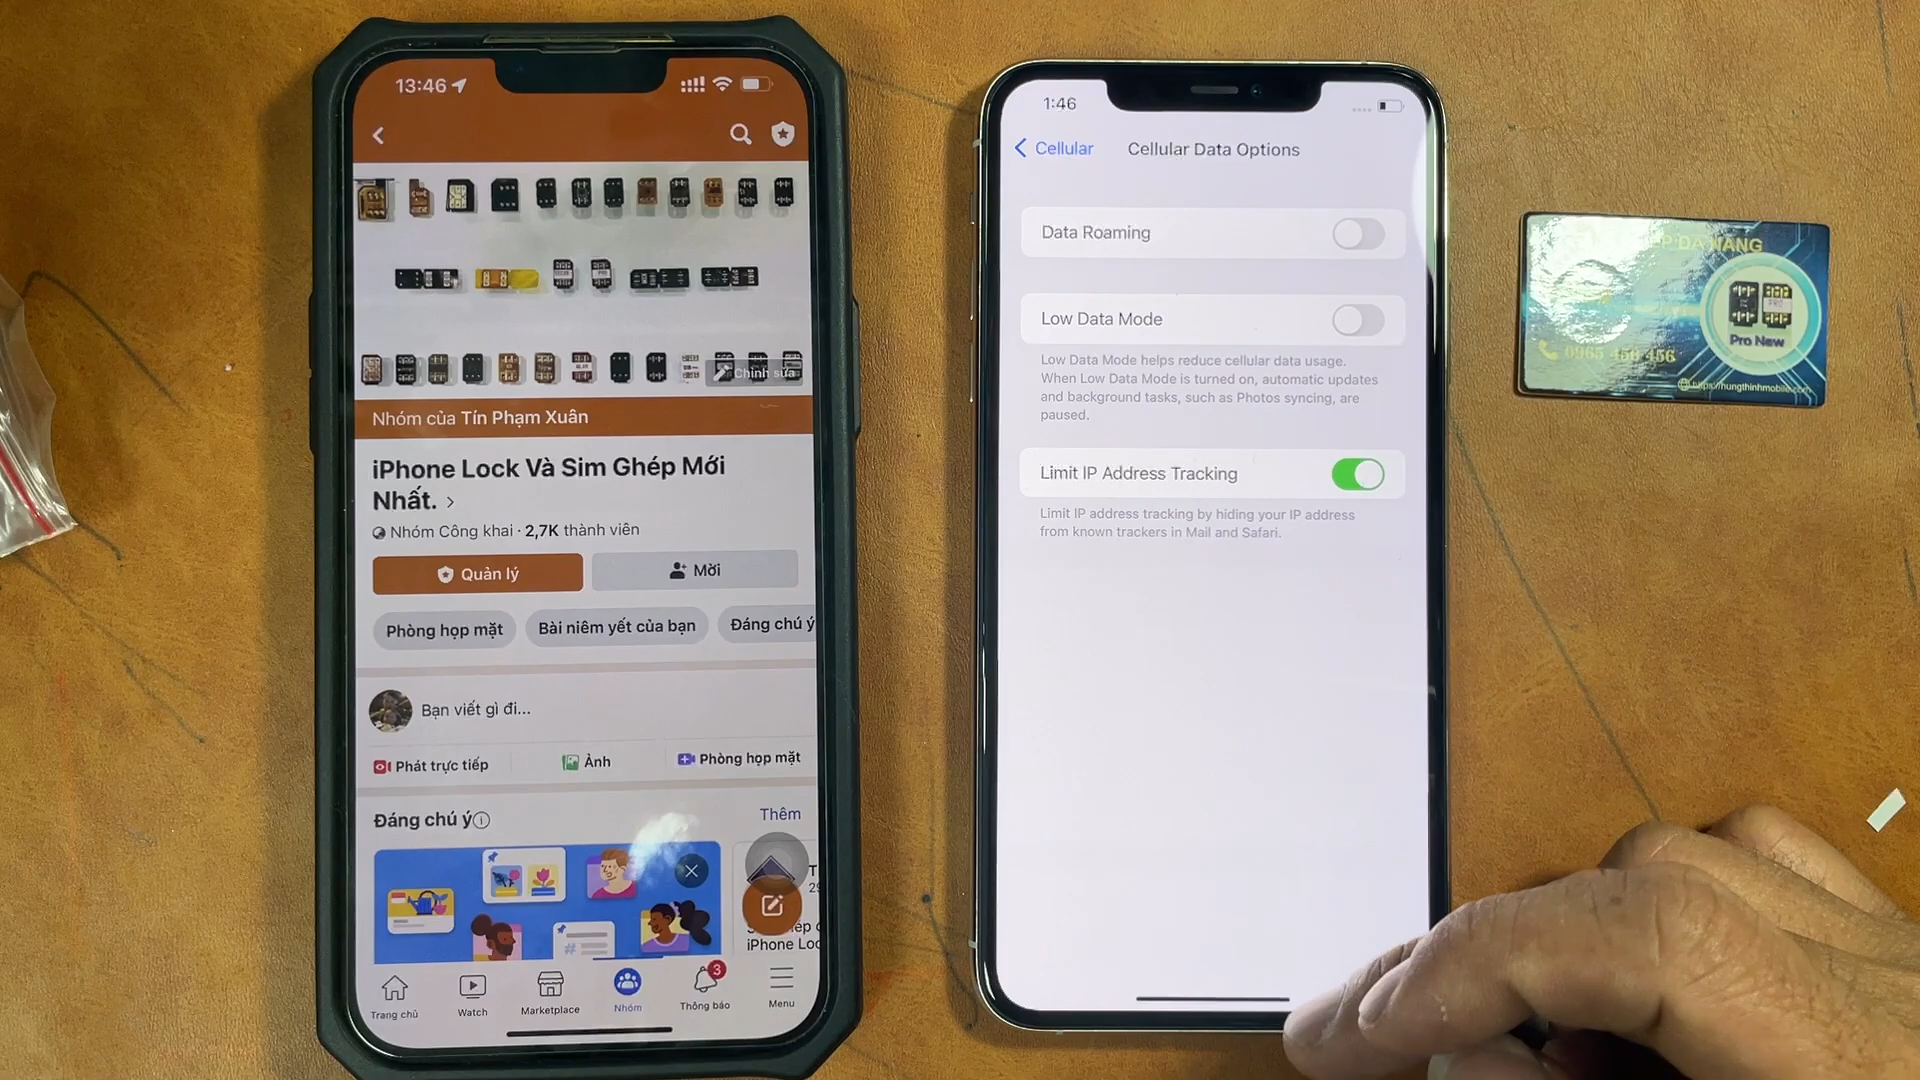 13:46
Chỉnh sửa
Nhóm của Tín Phạm Xuân
iPhone Lock Và Sim Ghép Mới
Nhất. >
Nhóm Công khai · 2,7K thành viên
Quản lý
Mời
Phòng họp mặt
Bài niêm yết của bạn
Đáng chú ý
Bạn viết gì đi...
Phát trực tiếp
Ảnh
Phòng họp mặt
Đáng chú ý
Thêm
iPhone Loc
Trang chủ
Watch
Marketplace
Nhóm
3
Thông báo
Menu
1:46
Cellular
Cellular Data Options
Data Roaming
Low Data Mode
Low Data Mode helps reduce cellular data usage.
When Low Data Mode is turned on, automatic updates
and background tasks, such as Photos syncing, are
paused.
Limit IP Address Tracking
Limit IP address tracking by hiding your IP address
from known trackers in Mail and Safari.
ĐA NANG
Pro New
0965 456 456
https://hungthinhmobile.com